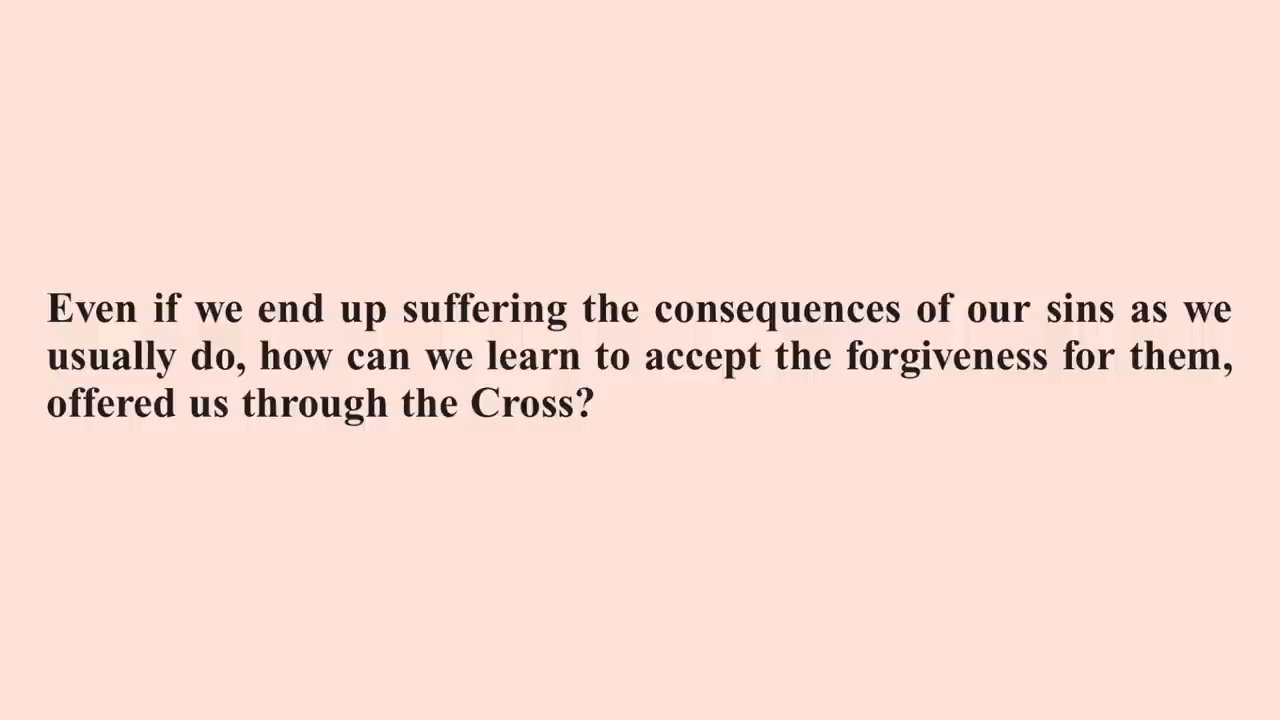 Even if we end up suffering the consequences of our sins as we
usually do, how can we learn to accept the forgiveness for them,
offered us through the Cross?